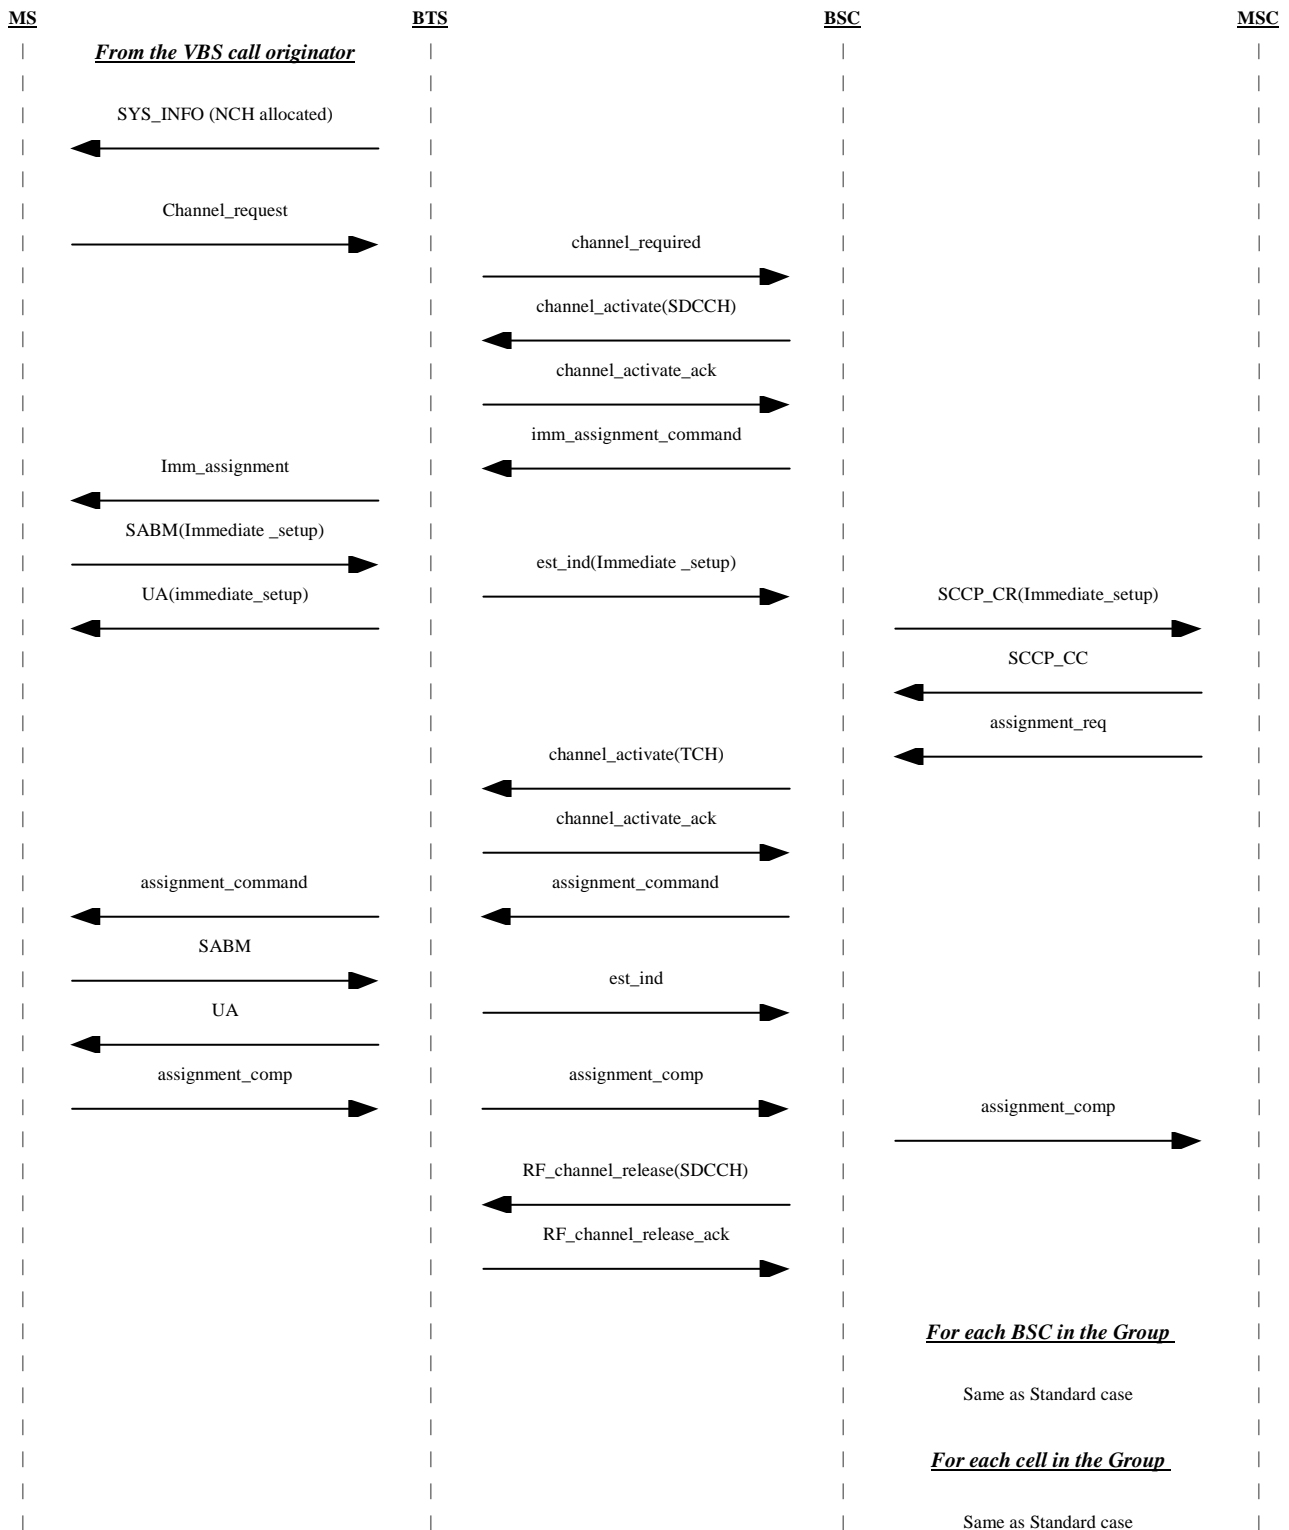 MS BTS BSC MSC
From the VBS call originator
SYS_INFO (NCH allocated)
Channel_request
channel_required
channel_activate(SDCCH)
channel_activate_ack
imm_assignment_command
Imm_assignment
SABM(Immediate _setup)
est_ind(Immediate _setup)
UA(immediate_setup)
SCCP_CR(Immediate_setup)
SCCP_CC
assignment_req
channel_activate(TCH)
channel_activate_ack
assignment_command assignment_command
SABM
est_ind
UA
assignment_comp assignment_comp
assignment_comp
RF_channel_release(SDCCH)
RF_channel_release_ack
For each BSC in the Group
Same as Standard case
For each cell in the Group
Same as Standard case